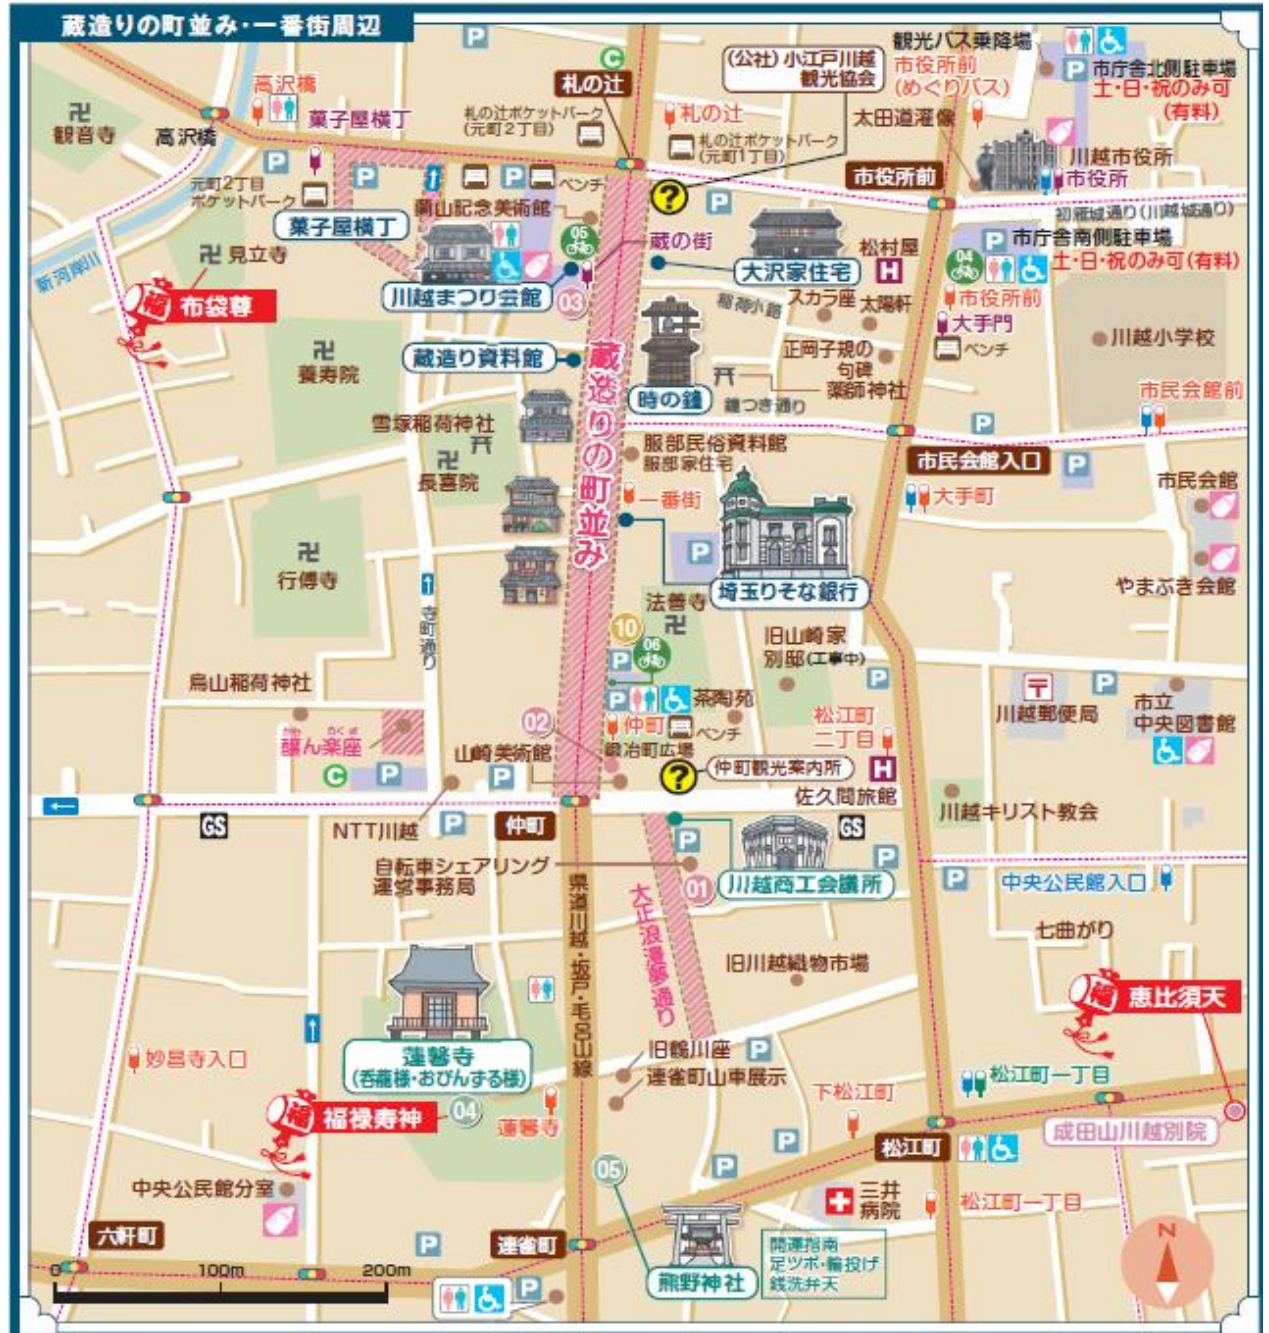 蔵造りの町並み・一番街周辺
P
観光バス乗降場
市役所前
(めぐりバス)
P
市庁舎北側駐車場
土・日・祝のみ可
(有料)
(公社)小江戸川越
観光協会
C
札の辻
高沢橋
卍
観音寺
高沢橋
菓子屋横丁
札の辻ポケットパーク
(元町2丁目)
札の辻
札の辻ポケットパーク
(元町1丁目)
太田道灌像
川越市役所
市役所
市役所前
P
P
P
ベンチ
?
P
元町2丁目
ポケットパーク
菓子屋横丁
蘭山記念美術館
05
蔵の街
初雁城通り(川越城通り)
P
市庁舎南側駐車場
土・日・祝のみ可(有料)
04
新河岸川
卍 見立寺
福
布袋尊
川越まつり会館
03
大沢家住宅
松村屋
H
市役所前
大手門
ベンチ
稲荷小路
スカラ座
太陽軒
川越小学校
卍
養寿院
蔵造り資料館
時の鐘
正岡子規の
句碑
薬師神社
鐘つき通り
市民会館前
P
蔵造りの町並み
雪塚稲荷神社
卍
長喜院
服部民俗資料館
服部家住宅
市民会館入口
P
一番街
大手町
市民会館
P
埼玉りそな銀行
やまぶき会館
卍
行傳寺
寺町通り
法善寺
卍
10
06
P
旧山崎家
別邸(工事中)
P
P
茶陶苑
〒
川越郵便局
P
市立
中央図書館
烏山稲荷神社
醸ん楽座
C
P
山崎美術館
02
P
仲町
ベンチ
鍛冶町広場
松江町
二丁目
?
仲町観光案内所
H
佐久間旅館
川越キリスト教会
GS
NTT川越
P
仲町
P
GS
P
自転車シェアリング
運営事務局
01
川越商工会議所
P
中央公民館入口
県道川越・坂戸・毛呂山線
大正浪漫夢通り
七曲がり
旧川越織物市場
福
恵比須天
蓮馨寺
(呑龍様・おびんずる様)
妙昌寺入口
旧鶴川座
P
連雀町山車展示
松江町一丁目
下松江町
福
福禄寿神
04
蓮馨寺
松江町
成田山川越別院
P
P
05
中央公民館分室
三井
病院
松江町一丁目
六軒町
P
連雀町
熊野神社
開運指南
足ツボ・輪投げ
銭洗弁天
N
0
100m
200m
P